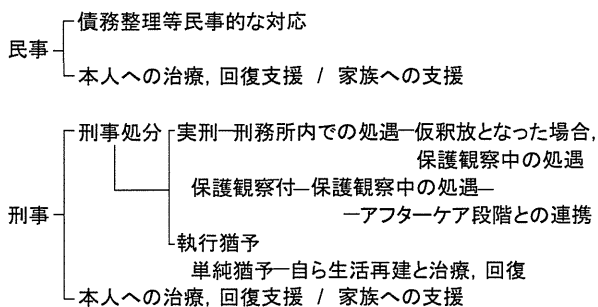 債務整理等民事的な対応
民事
本人への治療, 回復支援 / 家族への支援
刑事処分 実刑 刑務所内での処遇 仮釈放となった場合,
保護観察中の処遇
保護観察付 保護観察中の処遇
刑事
アフターケア段階との連携
執行猶予
単純猶予 自ら生活再建と治療, 回復
本人への治療, 回復支援 / 家族への支援